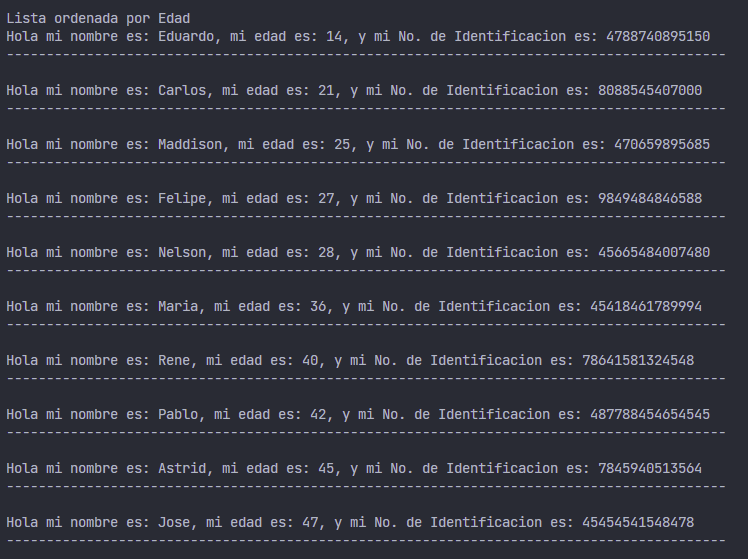 Lista ordenada por Edad
Hola mi nombre es: Eduardo, mi edad es: 14, y mi No. de Identificacion es: 4788740895150
------------------------------------------------------------------------------------------
Hola mi nombre es: Carlos, mi edad es: 21, y mi No. de Identificacion es: 8088545407000
------------------------------------------------------------------------------------------
Hola mi nombre es: Maddison, mi edad es: 25, y mi No. de Identificacion es: 470659895685
------------------------------------------------------------------------------------------
Hola mi nombre es: Felipe, mi edad es: 27, y mi No. de Identificacion es: 9849484846588
------------------------------------------------------------------------------------------
Hola mi nombre es: Nelson, mi edad es: 28, y mi No. de Identificacion es: 45665484007480
------------------------------------------------------------------------------------------
Hola mi nombre es: Maria, mi edad es: 36, y mi No. de Identificacion es: 45418461789994
------------------------------------------------------------------------------------------
Hola mi nombre es: Rene, mi edad es: 40, y mi No. de Identificacion es: 78641581324548
------------------------------------------------------------------------------------------
Hola mi nombre es: Pablo, mi edad es: 42, y mi No. de Identificacion es: 487788454654545
------------------------------------------------------------------------------------------
Hola mi nombre es: Astrid, mi edad es: 45, y mi No. de Identificacion es: 7845940513564
------------------------------------------------------------------------------------------
Hola mi nombre es: Jose, mi edad es: 47, y mi No. de Identificacion es: 45454541548478
------------------------------------------------------------------------------------------